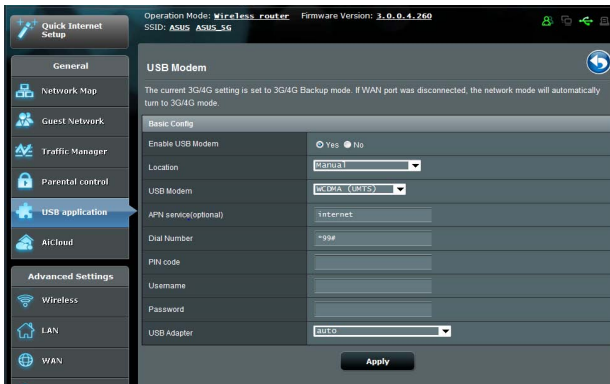 Operation Mode: Wireless router Firmware Version: 3.0.0.4.260
SSID: ASUS ASUS_5G
Quick Internet
Setup
General
Network Map
Guest Network
Traffic Manager
Parental control
USB application
AiCloud
Advanced Settings
Wireless
LAN
WAN
USB Modem
The current 3G/4G setting is set to 3G/4G Backup mode. If WAN port was disconnected, the network mode will automatically
turn to 3G/4G mode.
Basic Config
Enable USB Modem Yes No
Location Manual
USB Modem WCDMA (UMTS)
APN service(optional) internet
Dial Number *99#
PIN code
Username
Password
USB Adapter auto
Apply